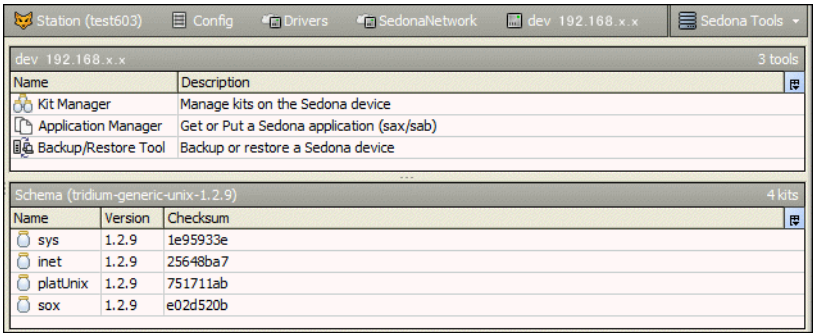 Station (test603) Config Drivers SedonaNetwork dev 192.168.x.x Sedona Tools
dev 192.168.x.x 3 tools
Name Description
Kit Manager Manage kits on the Sedona device
Application Manager Get or Put a Sedona application (sax/sab)
Backup/Restore Tool Backup or restore a Sedona device
Schema (tridium-generic-unix-1.2.9) 4 kits
Name Version Checksum
sys 1.2.9 1e95933e
inet 1.2.9 25648ba7
platUnix 1.2.9 751711ab
sox 1.2.9 e02d520b